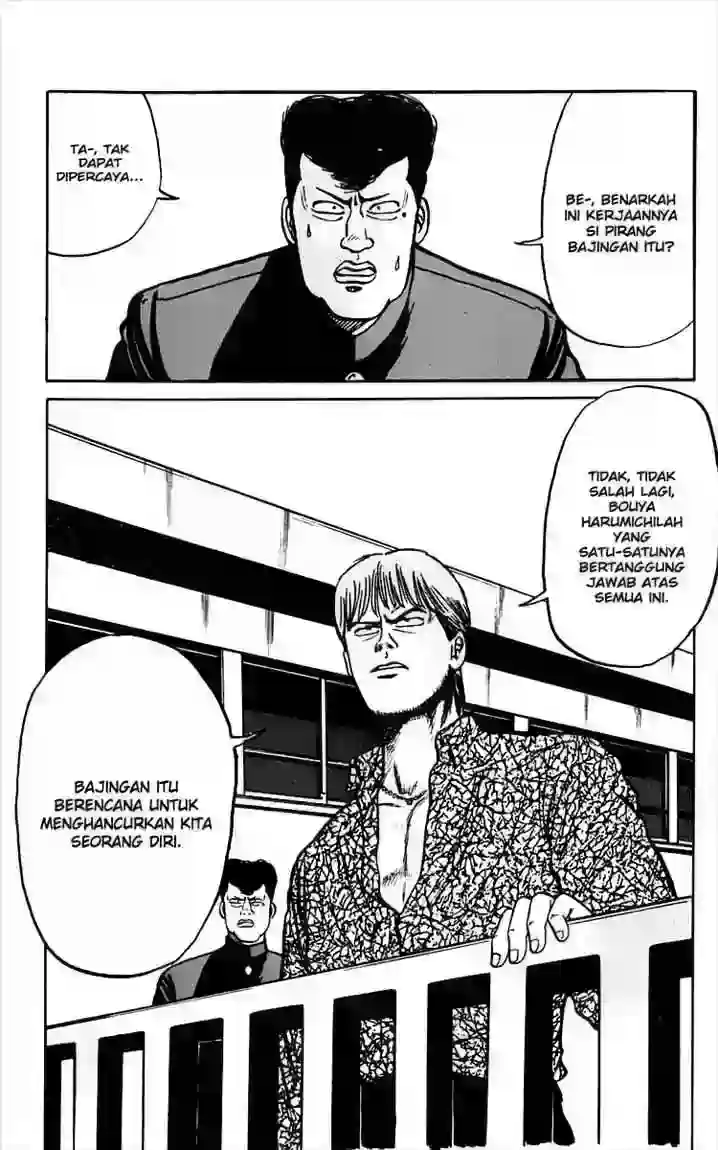 TA-, TAK
DAPAT
DIPERCAYA...
BE-, BENARKAH
INI KERJAANNYA
SI PIRANG
BAJINGAN ITU?
TIDAK, TIDAK
SALAH LAGI,
BOUYA
HARUMICHILAH
YANG
SATU-SATUNYA
BERTANGGUNG
JAWAB ATAS
SEMUA INI.
BAJINGAN ITU
BERENCANA UNTUK
MENGHANCURKAN KITA
SEORANG DIRI.